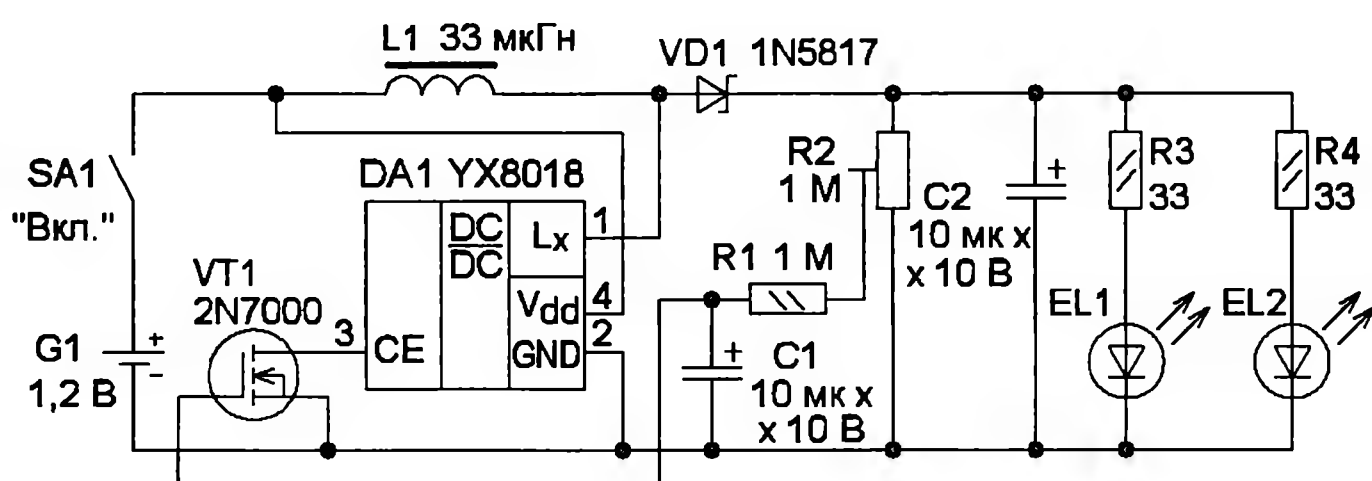 L1 33 мкГн
VD1 1N5817
SA1
"Вкл."
DA1 YX8018
DC
DC
Lx
1
R2
1 М
C2
10 мк х
х 10 В
R3
33
R4
33
VT1
2N7000
3
CE
Vdd
4
GND
2
R1 1 М
G1
1,2 В
+
-
+
C1
10 мк х
х 10 В
+
EL1
EL2